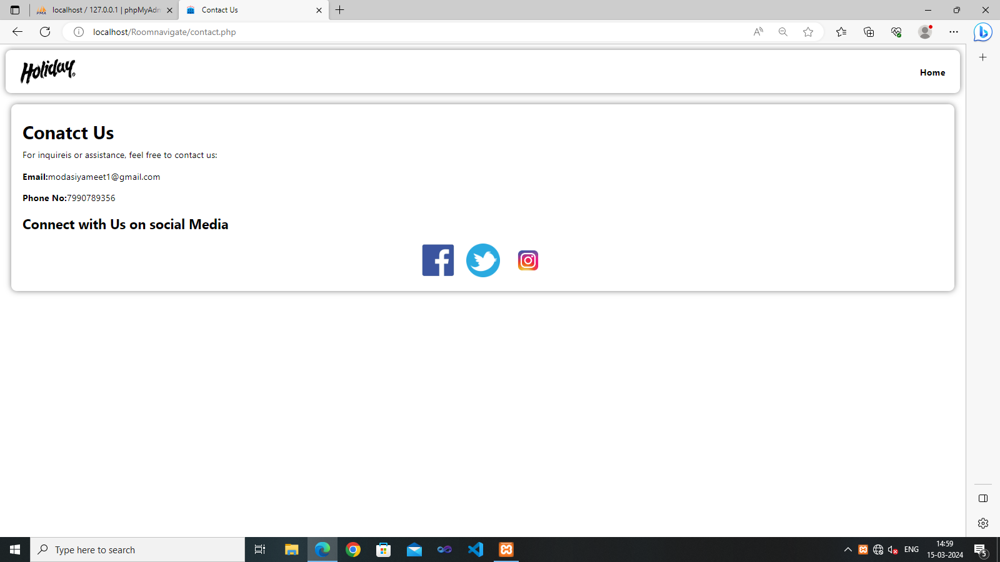 localhost / 127.0.0.1 | phpMyAdm
Contact Us
localhost/Roomnavigate/contact.php
Holiday
Home
Conatct Us
For inquireis or assistance, feel free to contact us:
Email:modasiyameet1@gmail.com
Phone No:7990789356
Connect with Us on social Media
Type here to search
ENG
14:59
15-03-2024
5